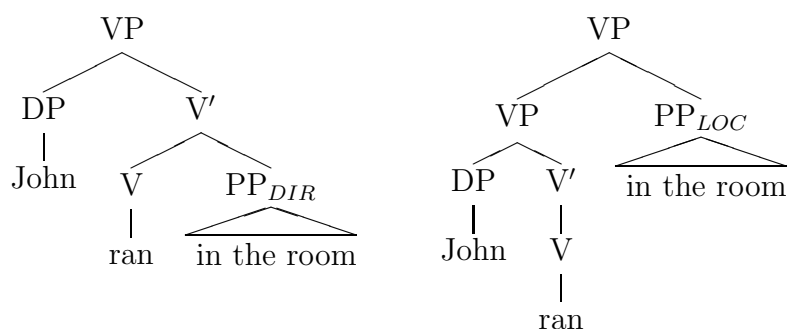 VP VP
DP V′ VP PP_LOC
John V PP_DIR DP V′ in the room
ran in the room John V
ran